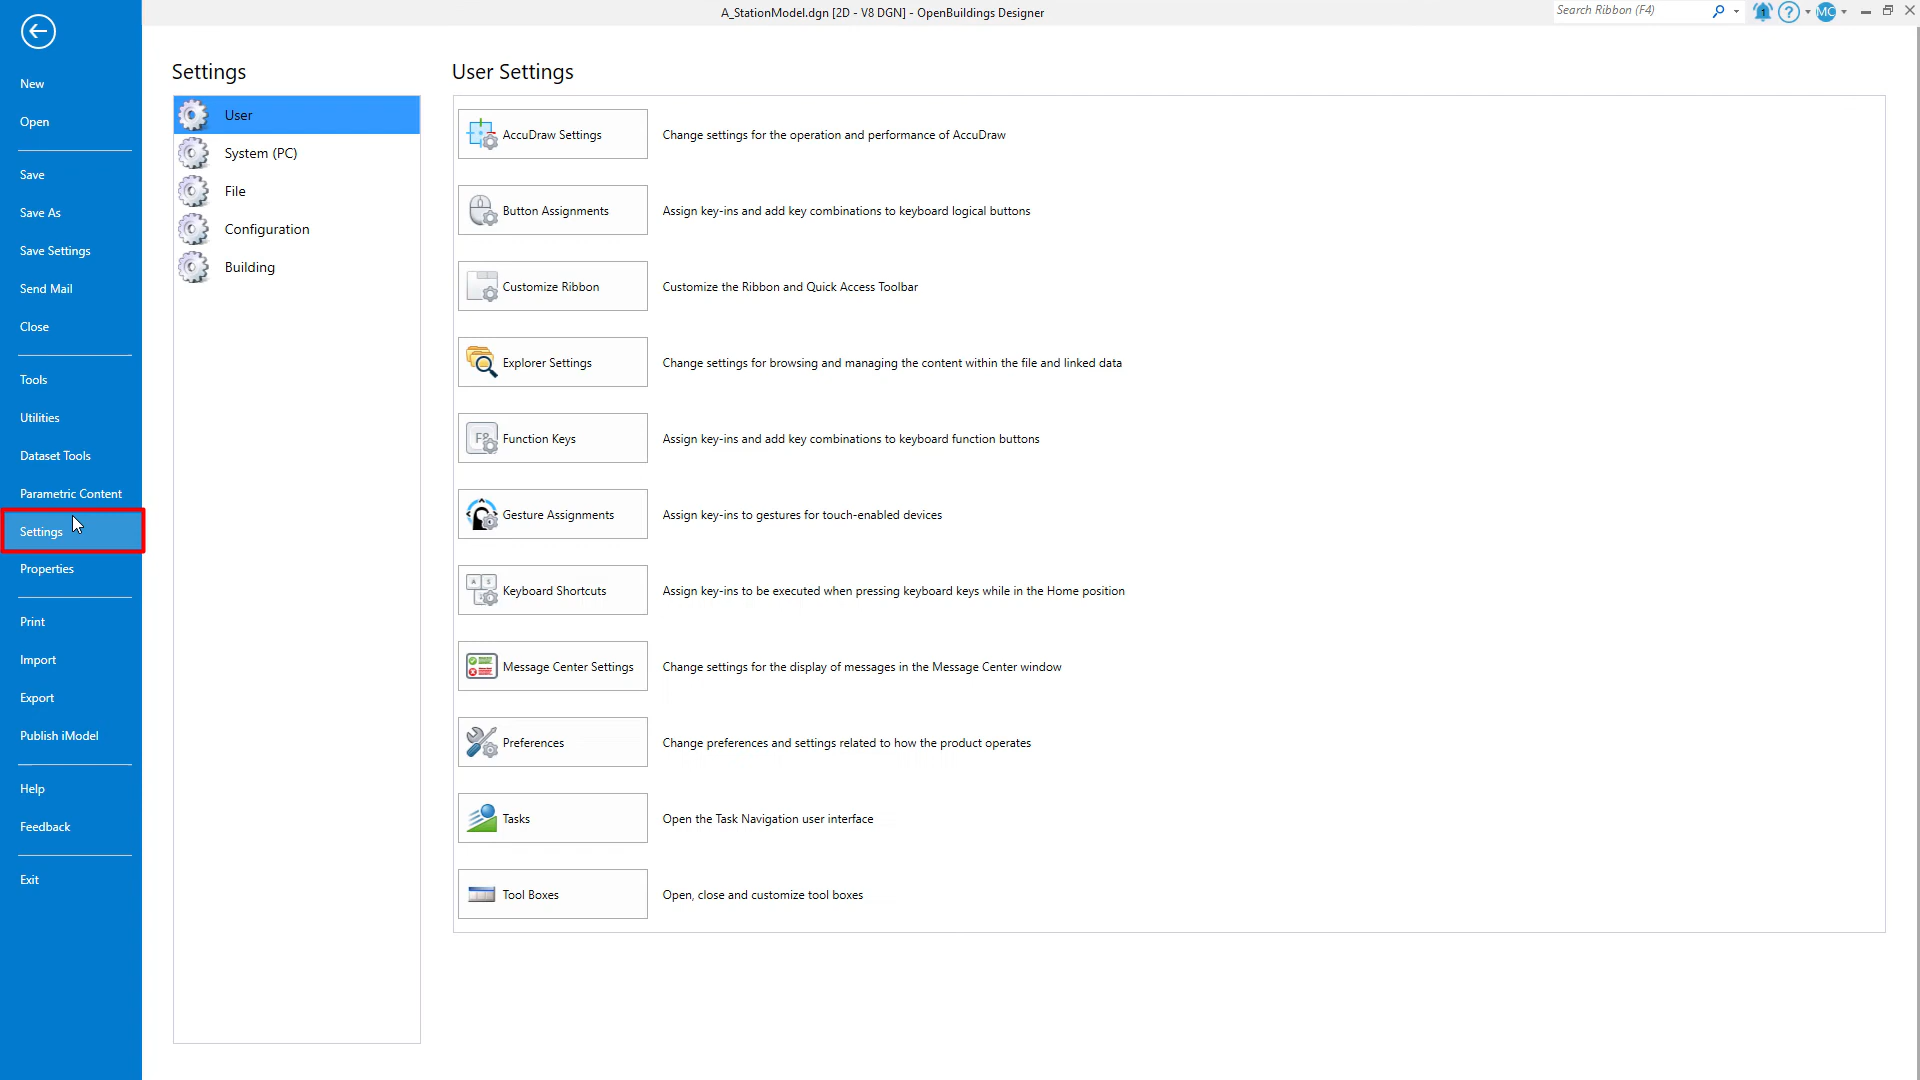 A_StationModel.dgn [2D - V8 DGN] - OpenBuildings Designer
Search Ribbon (F4)
1
?
MC
New
Open
Save
Save As
Save Settings
Send Mail
Close
Tools
Utilities
Dataset Tools
Parametric Content
Settings
Properties
Print
Import
Export
Publish iModel
Help
Feedback
Exit
Settings
User
System (PC)
File
Configuration
Building
User Settings
AccuDraw Settings Change settings for the operation and performance of AccuDraw
Button Assignments Assign key-ins and add key combinations to keyboard logical buttons
Customize Ribbon Customize the Ribbon and Quick Access Toolbar
Explorer Settings Change settings for browsing and managing the content within the file and linked data
Function Keys Assign key-ins and add key combinations to keyboard function buttons
Gesture Assignments Assign key-ins to gestures for touch-enabled devices
Keyboard Shortcuts Assign key-ins to be executed when pressing keyboard keys while in the Home position
Message Center Settings Change settings for the display of messages in the Message Center window
Preferences Change preferences and settings related to how the product operates
Tasks Open the Task Navigation user interface
Tool Boxes Open, close and customize tool boxes